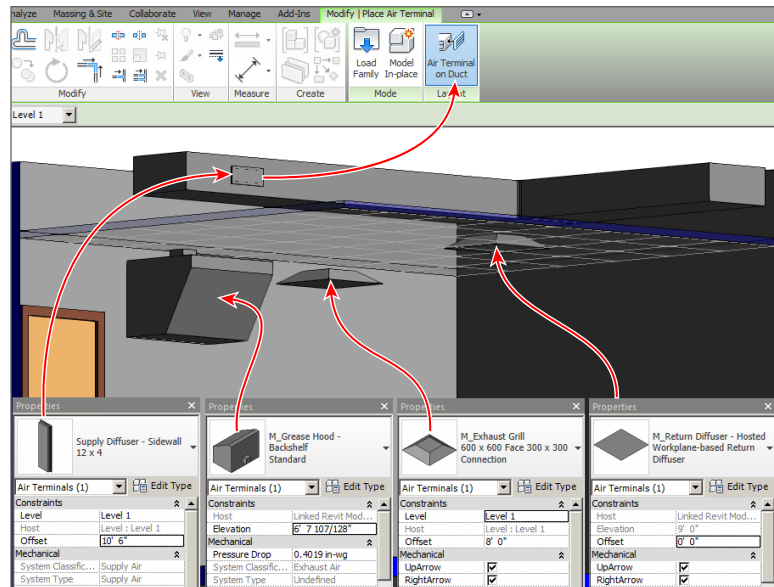 nalyze Massing & Site Collaborate View Manage Add-Ins Modify | Place Air Terminal
Load Family
Model In-place
Air Terminal on Duct
Modify View Measure Create Mode Layout
Level 1
Properties
Supply Diffuser - Sidewall
12 x 4
Air Terminals (1) Edit Type
Constraints
Level Level 1
Host Level : Level 1
Offset 10' 6"
Mechanical
System Classific... Supply Air
System Type Supply Air
Properties
M_Grease Hood -
Backshelf
Standard
Air Terminals (1) Edit Type
Constraints
Host Linked Revit Mod...
Elevation 6' 7 107/128"
Mechanical
Pressure Drop 0.4019 in-wg
System Classific... Exhaust Air
System Type Undefined
Properties
M_Exhaust Grill
600 x 600 Face 300 x 300
Connection
Air Terminals (1) Edit Type
Constraints
Level Level 1
Host Level : Level 1
Offset 8' 0"
Mechanical
UpArrow
RightArrow
Properties
M_Return Diffuser - Hosted
Workplane-based Return
Diffuser
Air Terminals (1) Edit Type
Constraints
Host Linked Revit Mod...
Elevation 9' 0"
Offset 0' 0"
Mechanical
UpArrow
RightArrow